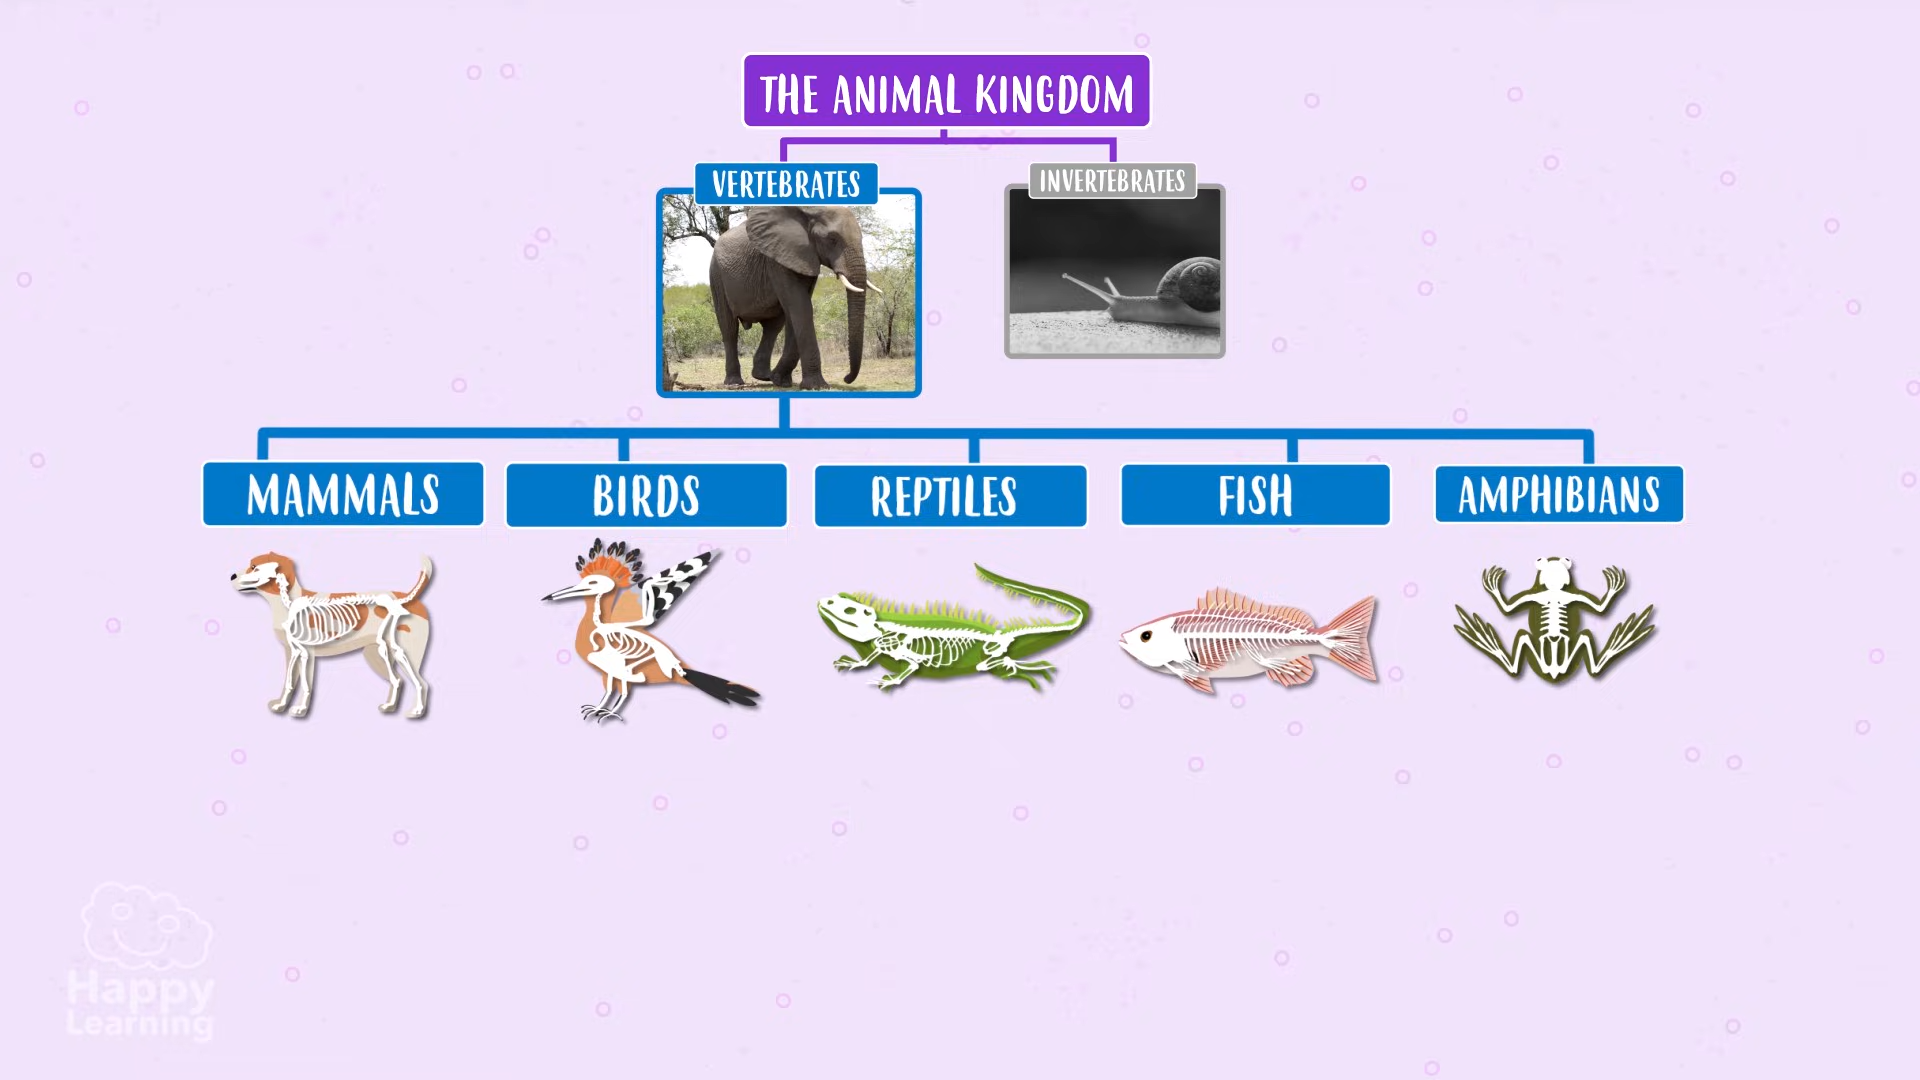 THE ANIMAL KINGDOM
VERTEBRATES
INVERTEBRATES
MAMMALS
BIRDS
REPTILES
FISH
AMPHIBIANS
Happy
Learning